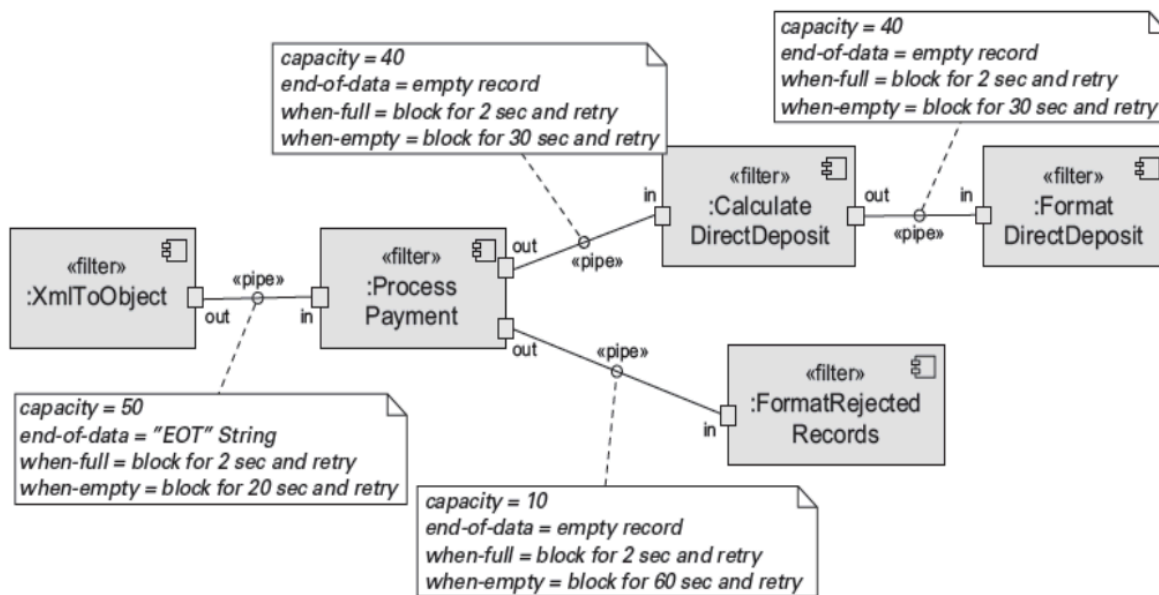 capacity = 40
end-of-data = empty record
when-full = block for 2 sec and retry
when-empty = block for 30 sec and retry
capacity = 40
end-of-data = empty record
when-full = block for 2 sec and retry
when-empty = block for 30 sec and retry
«filter»
:XmlToObject
out
«pipe»
in
«filter»
:Process
Payment
out
out
«pipe»
in
«filter»
:Calculate
DirectDeposit
out
«pipe»
in
«filter»
:Format
DirectDeposit
«pipe»
in
«filter»
:FormatRejected
Records
capacity = 50
end-of-data = "EOT" String
when-full = block for 2 sec and retry
when-empty = block for 20 sec and retry
capacity = 10
end-of-data = empty record
when-full = block for 2 sec and retry
when-empty = block for 60 sec and retry